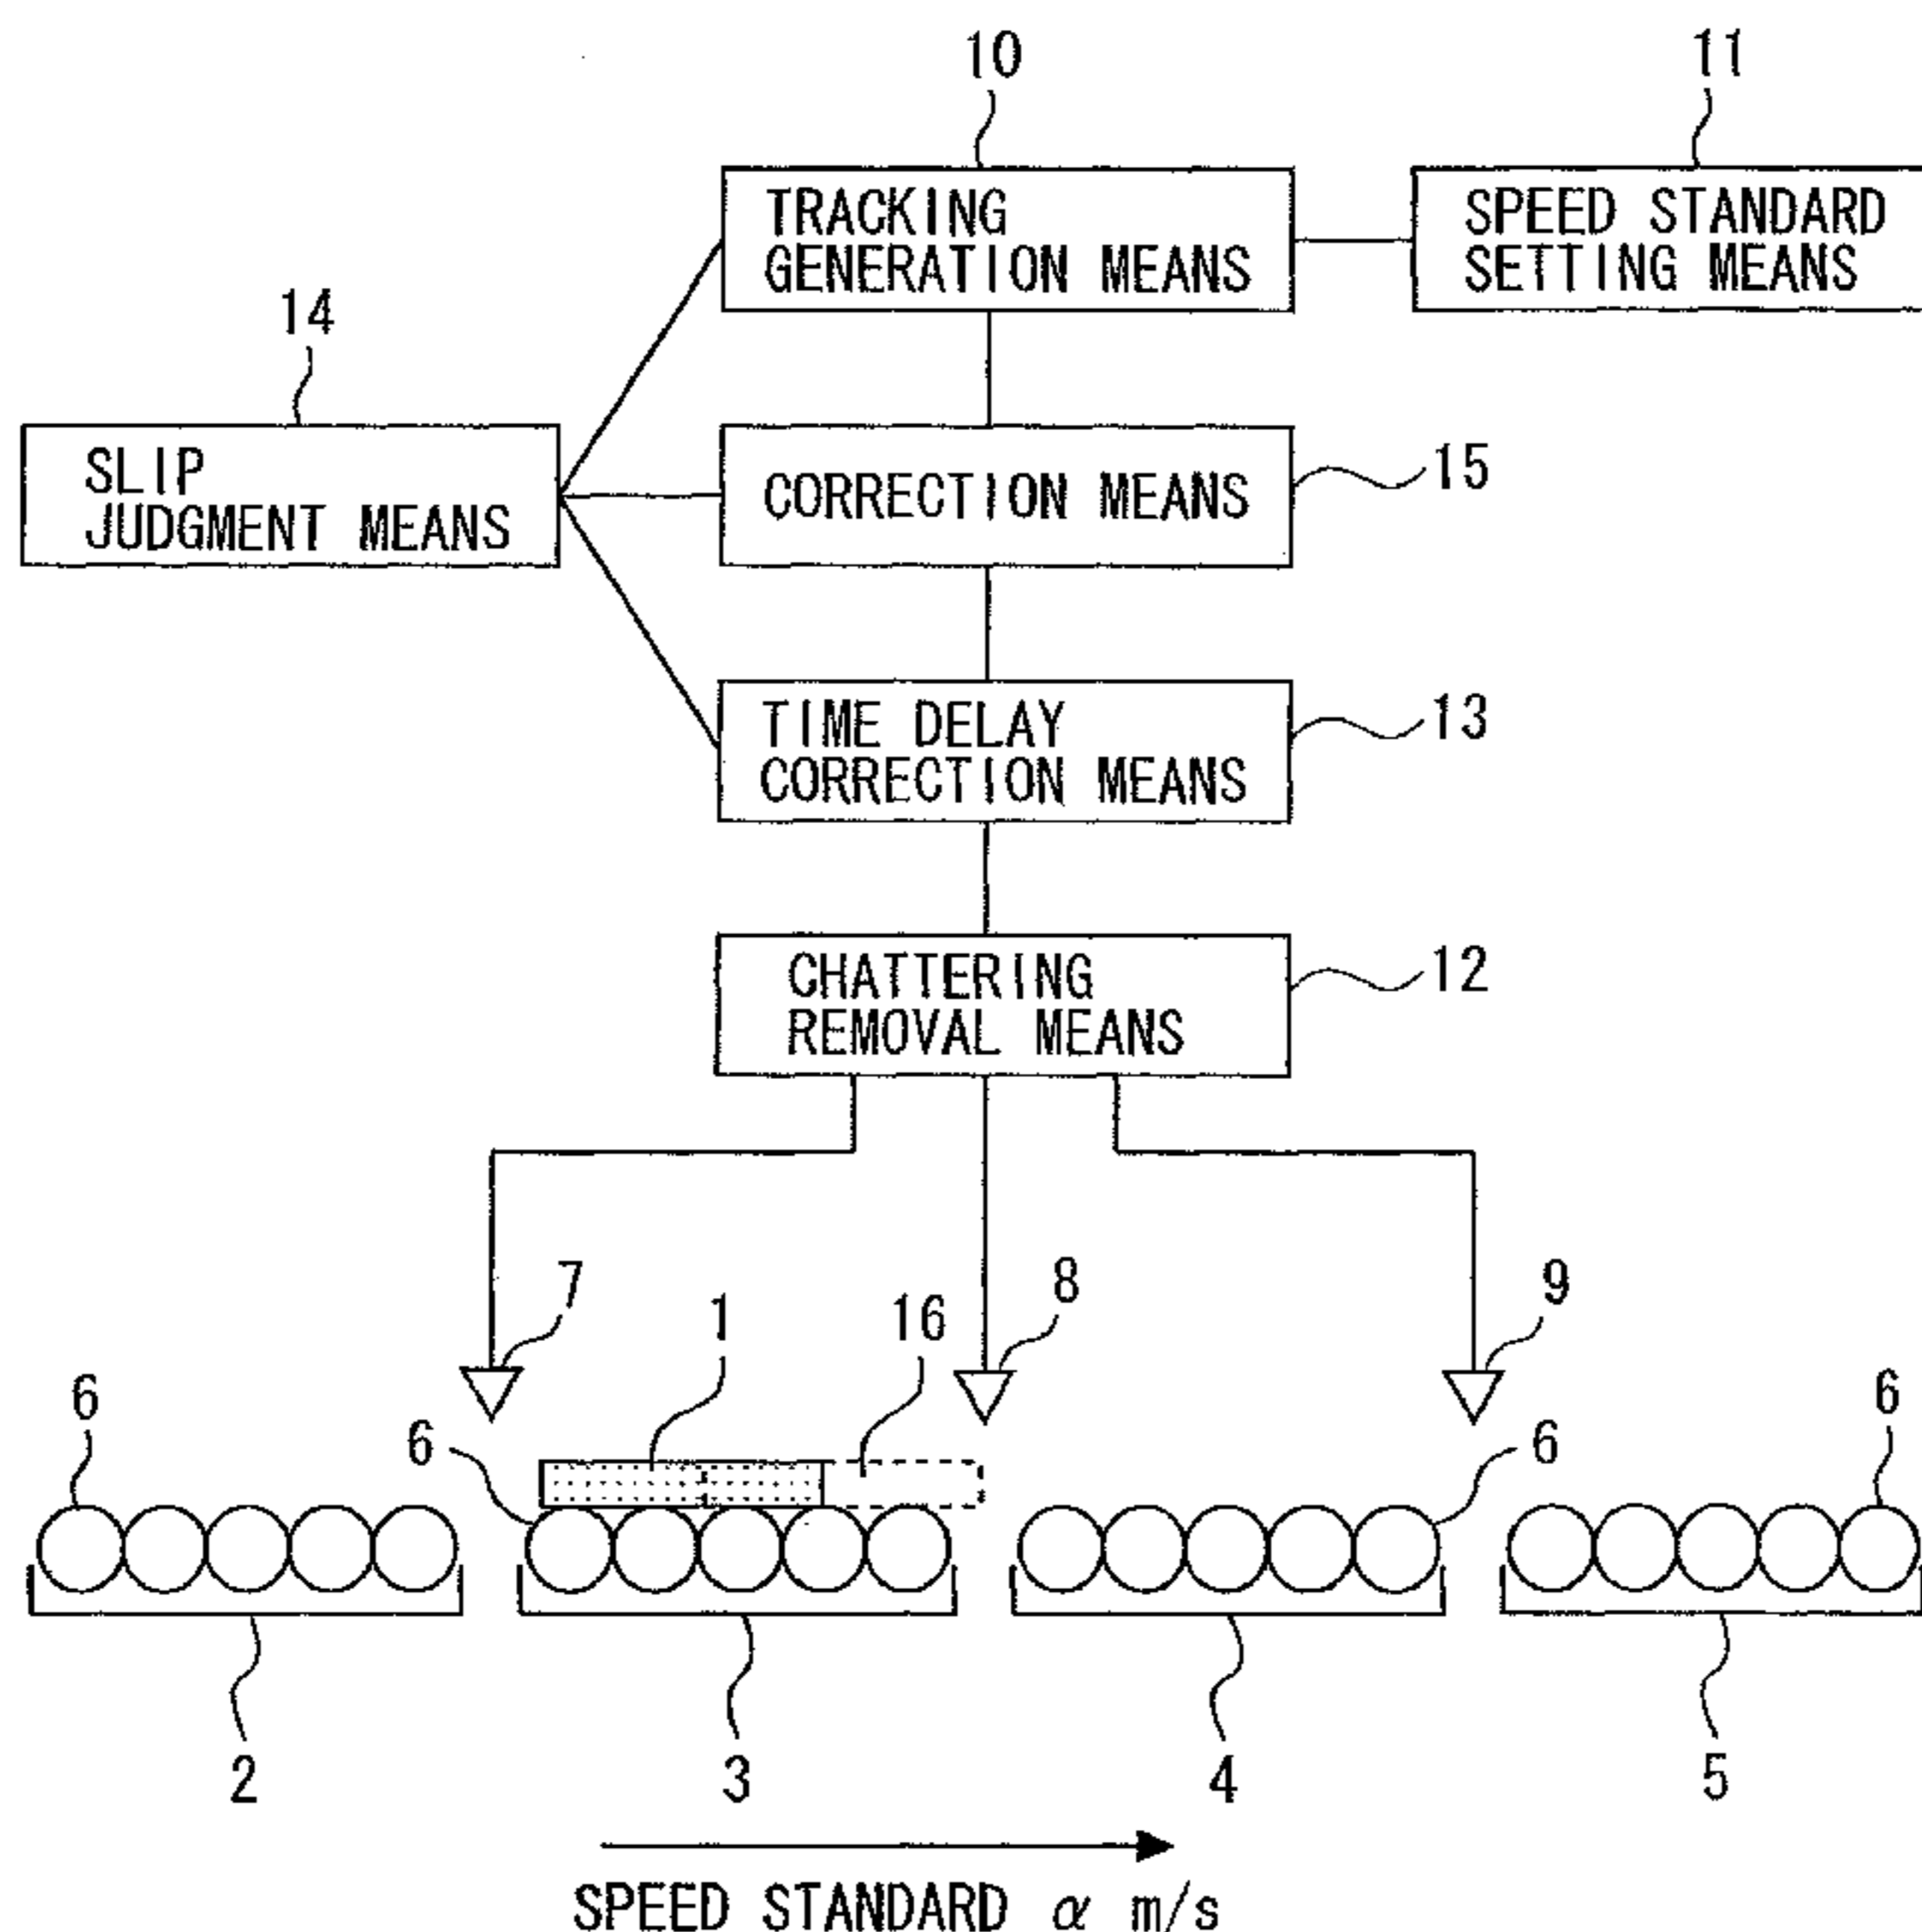 10
11
TRACKING
GENERATION MEANS
SPEED STANDARD
SETTING MEANS
14
SLIP
JUDGMENT MEANS
CORRECTION MEANS
15
TIME DELAY
CORRECTION MEANS
13
CHATTERING
REMOVAL MEANS
12
7
1
16
8
9
6
6
6
6
2
3
4
5
SPEED STANDARD α m/s